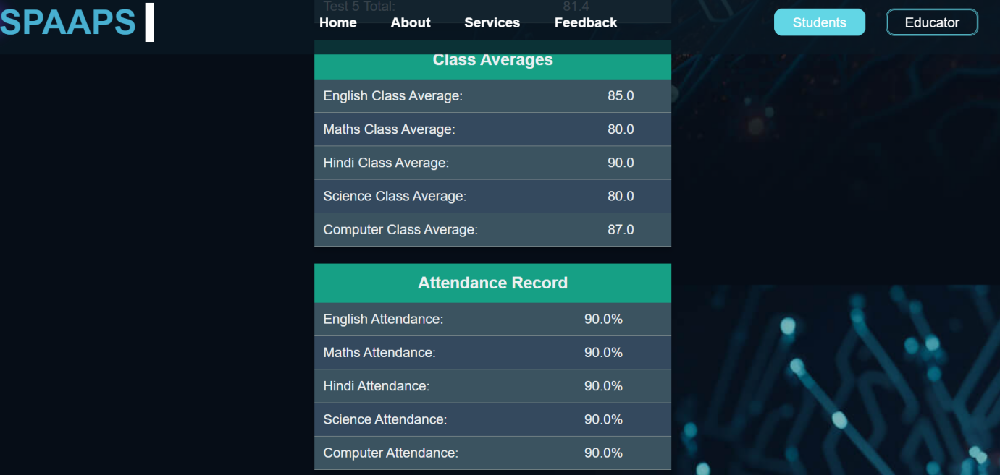 SPAAPS
Test 5 Total: 81.4
Home About Services Feedback
Students Educator
Class Averages
English Class Average: 85.0
Maths Class Average: 80.0
Hindi Class Average: 90.0
Science Class Average: 80.0
Computer Class Average: 87.0
Attendance Record
English Attendance: 90.0%
Maths Attendance: 90.0%
Hindi Attendance: 90.0%
Science Attendance: 90.0%
Computer Attendance: 90.0%